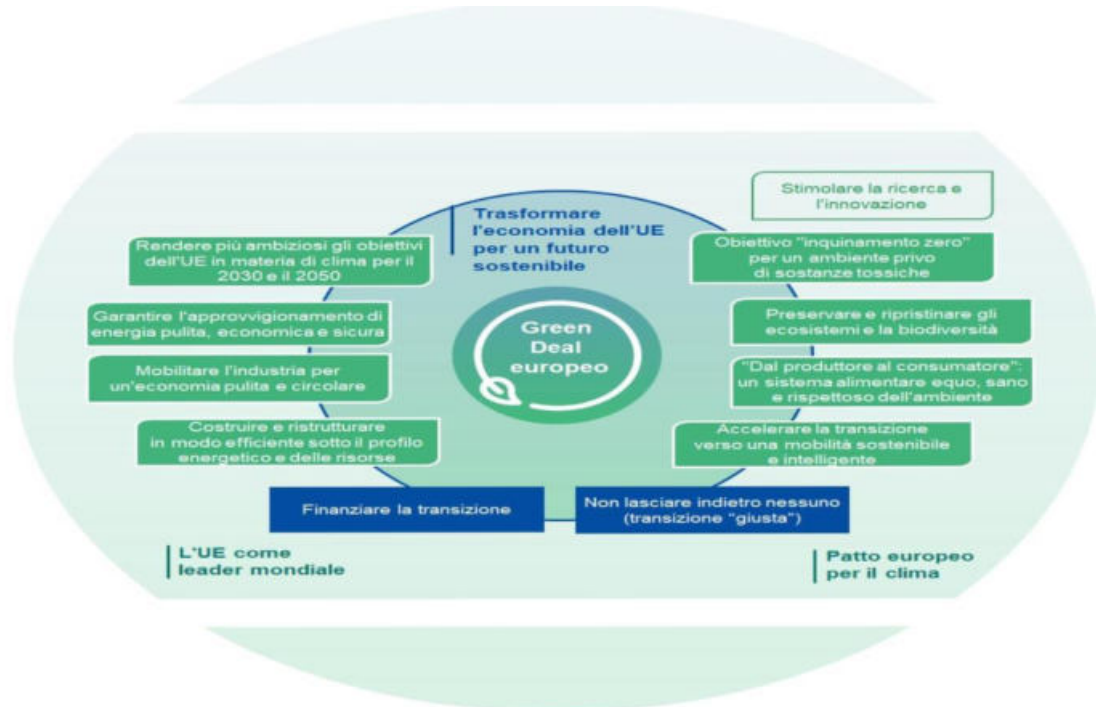 Trasformare
l'economia dell'UE
per un futuro
sostenibile
Stimolare la ricerca e
l'innovazione
Rendere più ambiziosi gli obiettivi
dell'UE in materia di clima per il
2030 e il 2050
Obiettivo "inquinamento zero"
per un ambiente privo
di sostanze tossiche
Garantire l'approvvigionamento di
energia pulita, economica e sicura
Preservare e ripristinare gli
ecosistemi e la biodiversità
Green
Deal
europeo
Mobilitare l'industria per
un'economia pulita e circolare
"Dal produttore al consumatore":
un sistema alimentare equo, sano
e rispettoso dell'ambiente
Costruire e ristrutturare
in modo efficiente sotto il profilo
energetico e delle risorse
Accelerare la transizione
verso una mobilità sostenibile
e intelligente
Finanziare la transizione
Non lasciare indietro nessuno
(transizione "giusta")
L'UE come
leader mondiale
Patto europeo
per il clima